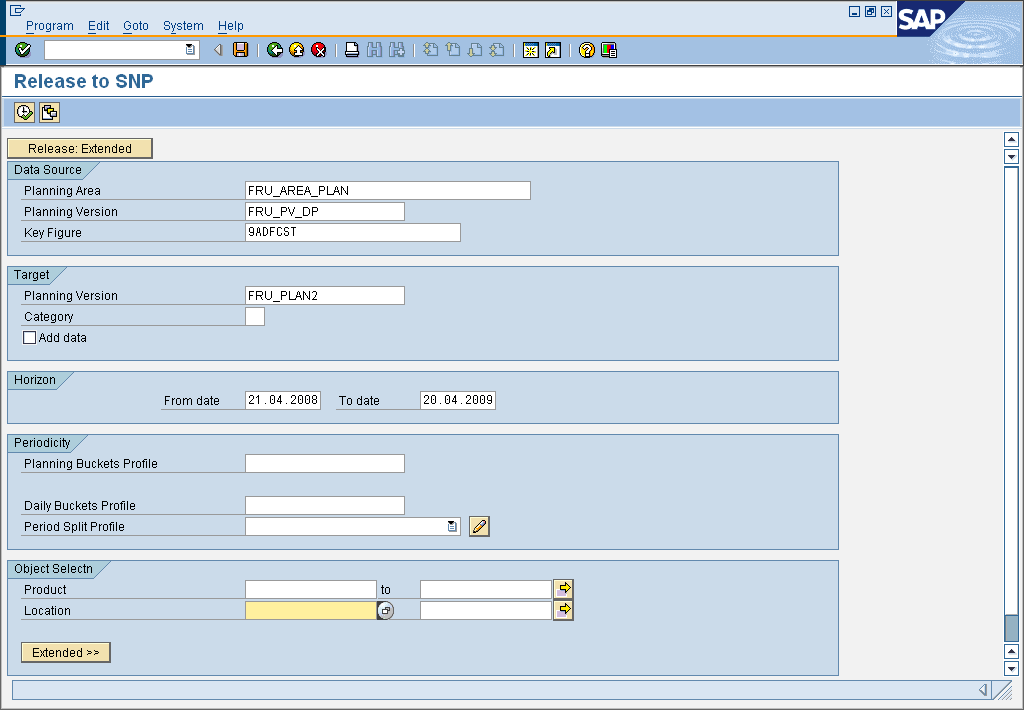 Program Edit Goto System Help
SAP
Release to SNP
Release: Extended
Data Source
Planning Area FRU_AREA_PLAN
Planning Version FRU_PV_DP
Key Figure 9ADFCST
Target
Planning Version FRU_PLAN2
Category
Add data
Horizon
From date 21.04.2008 To date 20.04.2009
Periodicity
Planning Buckets Profile
Daily Buckets Profile
Period Split Profile
Object Selectn
Product to
Location
Extended >>